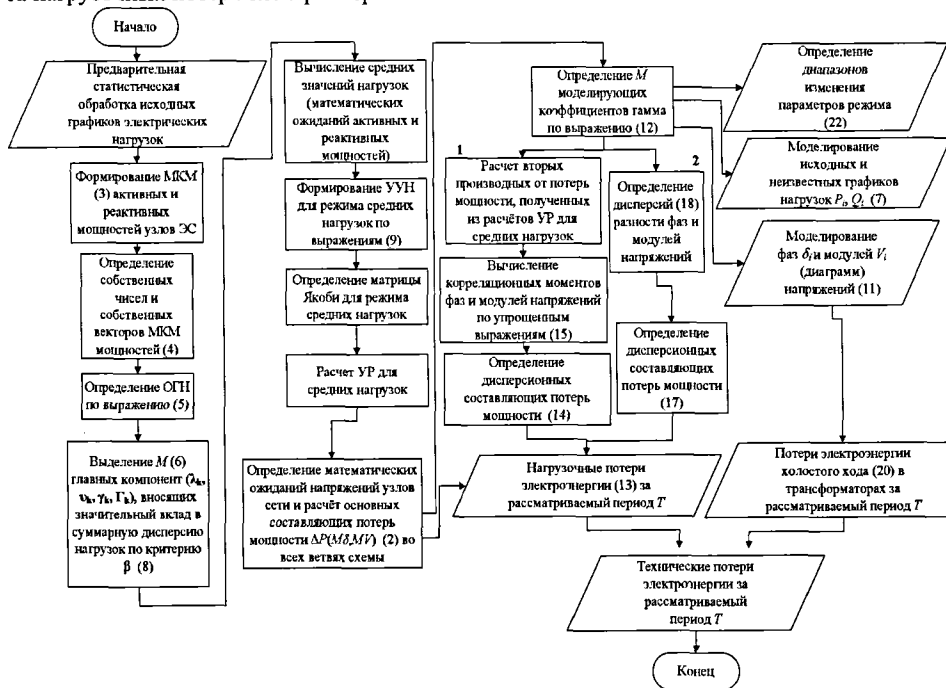 Начало
Предварительная
статистическая
обработка исходных
графиков электрических
нагрузок
Формирование МКМ
(3) активных и
реактивных
мощностей узлов ЭС
Определение
собственных
чисел и
собственных
векторов МКМ
мощностей (4)
Определение ОГН
по выражению (5)
Выделение M (6)
главных компонент (λk,
υk, γk, Гk), вносящих
значительный вклад в
суммарную дисперсию
нагрузок по критерию
β (8)
Вычисление средних
значений нагрузок
(математических
ожиданий активных и
реактивных
мощностей)
Формирование УУН
для режима средних
нагрузок по
выражениям (9)
Определение матрицы
Якоби для режима
средних нагрузок
Расчет УР для
средних нагрузок
Определение математических
ожиданий напряжений узлов
сети и расчёт основных
составляющих потерь
мощности ΔP(Mδ,MV) (2) во
всех ветвях схемы
Определение M
моделирующих
коэффициентов гамма
по выражению (12)
1
Расчет вторых
производных от потерь
мощности, полученных
из расчётов УР для
средних нагрузок
Вычисление
корреляционных моментов
фаз и модулей напряжений
по упрощенным
выражениям (15)
Определение
дисперсионных
составляющих потерь
мощности (14)
2
Определение
дисперсий (18)
разности фаз и
модулей
напряжений
Определение
дисперсионных
составляющих
потерь мощности
(17)
Нагрузочные потери
электроэнергии (13) за
рассматриваемый период T
Определение
диапазонов
изменения
параметров режима
(22)
Моделирование
исходных и
неизвестных графиков
нагрузок Pi, Qi (7)
Моделирование
фаз δi и модулей Vi
(диаграмм)
напряжений (11)
Потери электроэнергии
холостого хода (20) в
трансформаторах за
рассматриваемый период T
Технические потери
электроэнергии за
рассматриваемый
период T
Конец